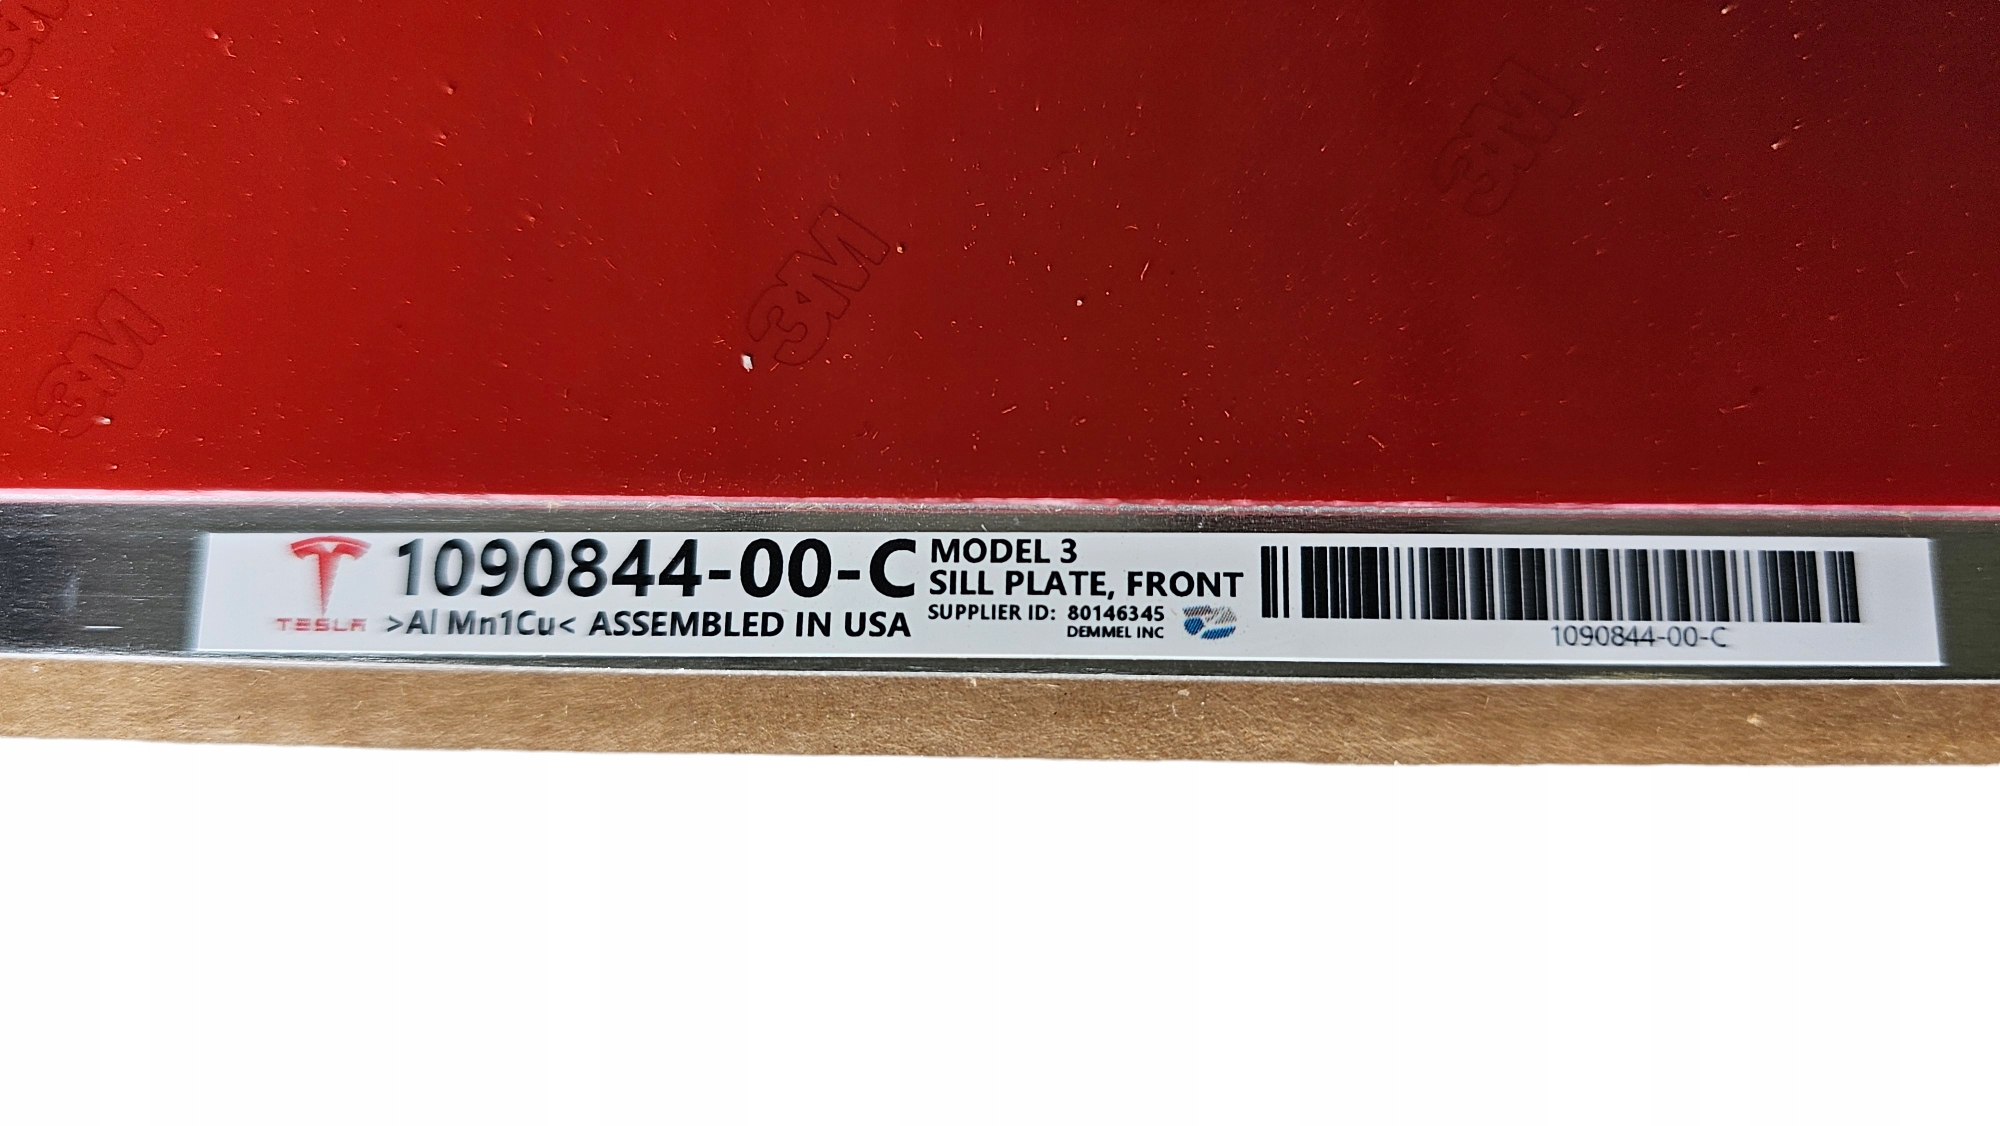 3M
3M
3M
3M
TESLA
1090844-00-C
>Al Mn1Cu< ASSEMBLED IN USA
MODEL 3
SILL PLATE, FRONT
SUPPLIER ID: 80146345
DEMMEL INC
1090844-00-C